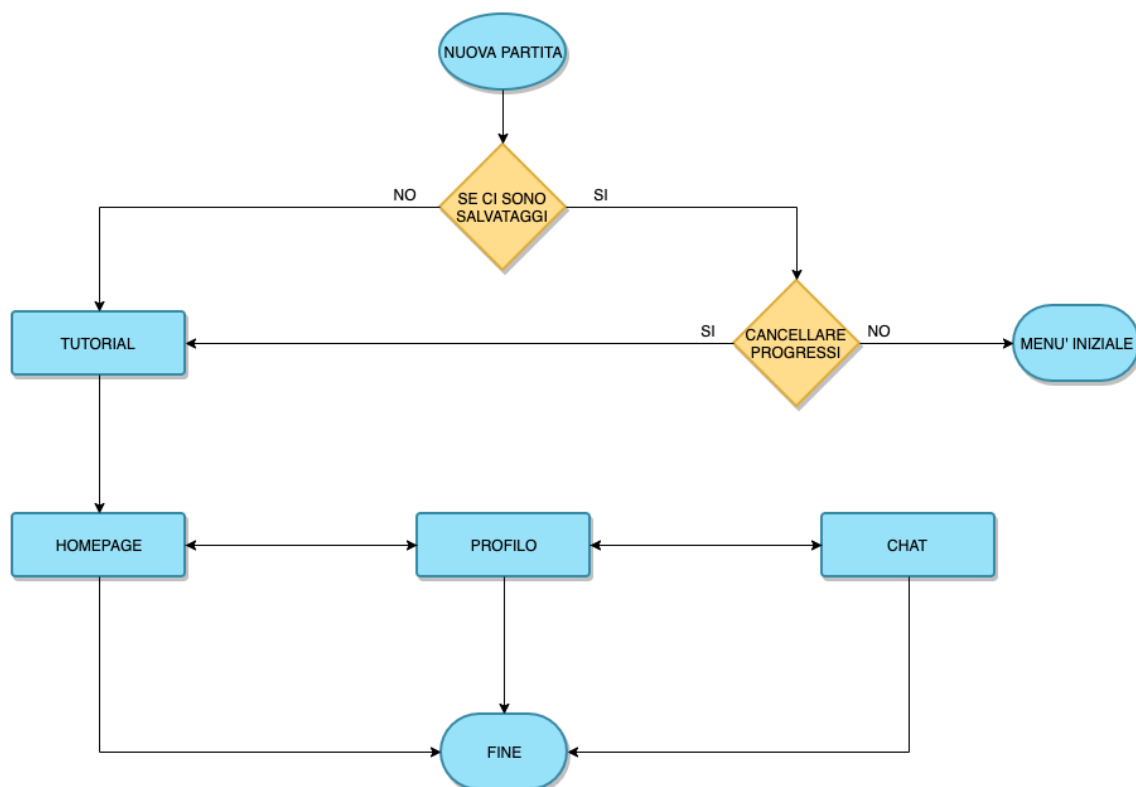 NUOVA PARTITA
NO
SE CI SONO
SALVATAGGI
SI
TUTORIAL
SI
CANCELLARE
PROGRESSI
NO
MENU' INIZIALE
HOMEPAGE
PROFILO
CHAT
FINE